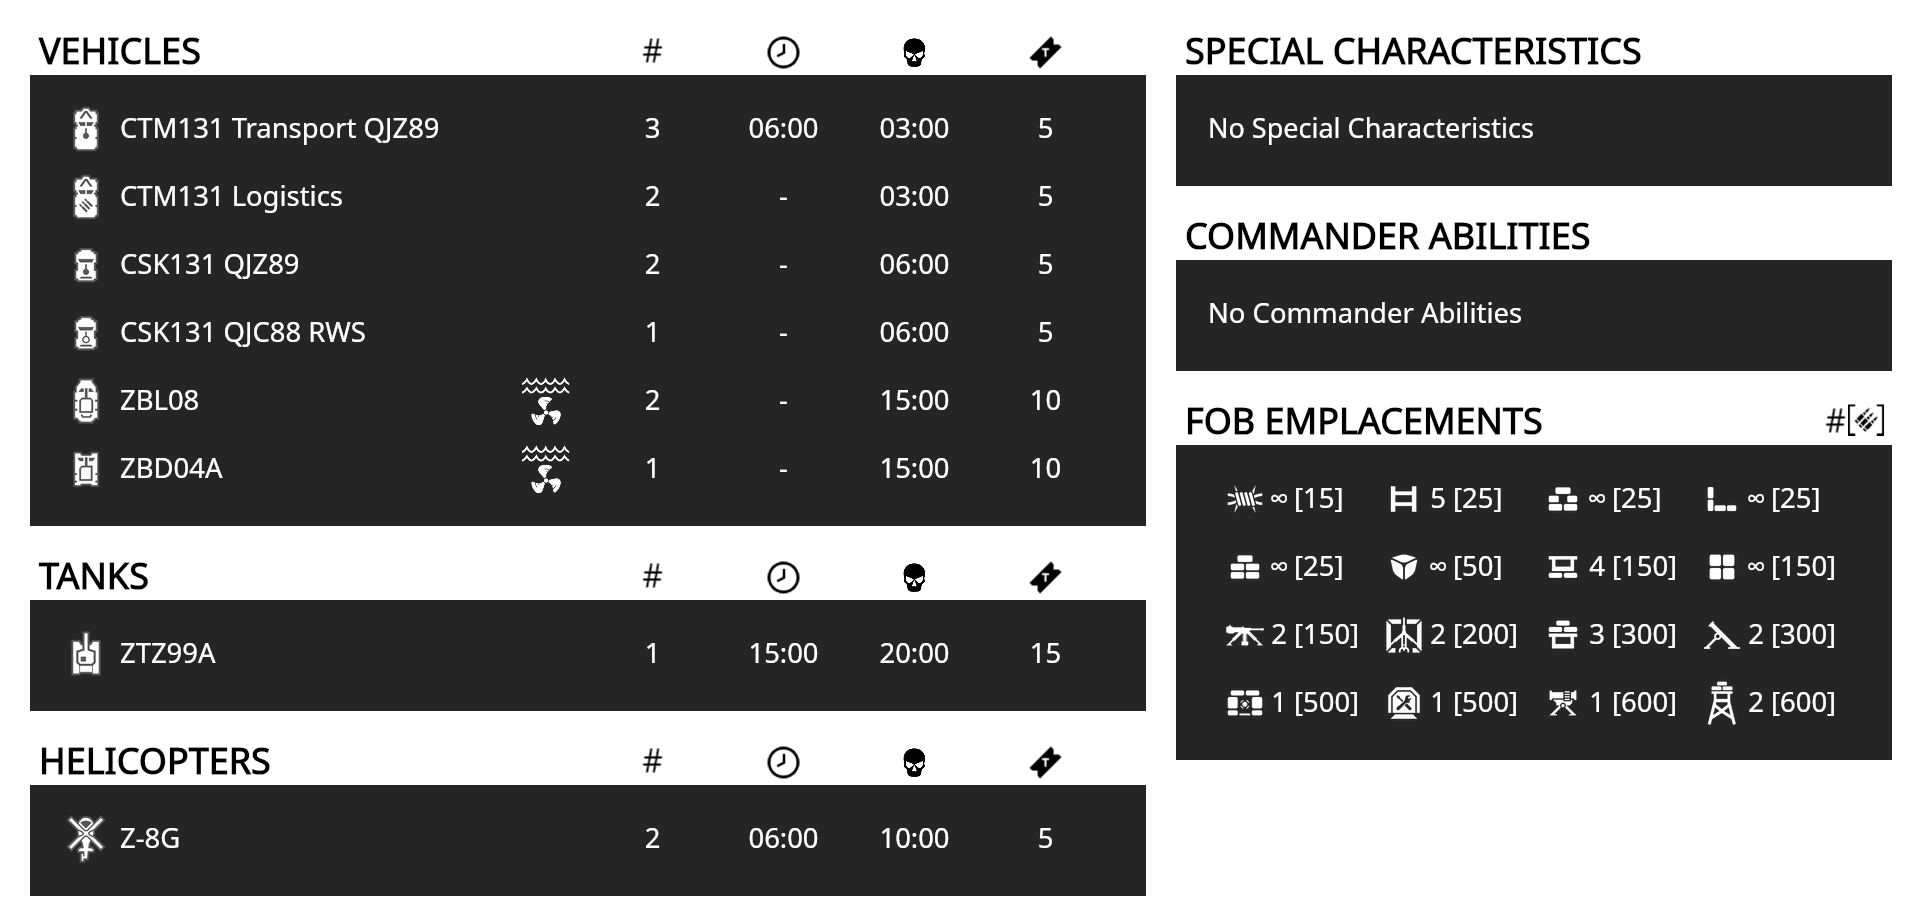 VEHICLES #
CTM131 Transport QJZ89 3 06:00 03:00 5
CTM131 Logistics 2 - 03:00 5
CSK131 QJZ89 2 - 06:00 5
CSK131 QJC88 RWS 1 - 06:00 5
ZBL08 2 - 15:00 10
ZBD04A 1 - 15:00 10
TANKS #
ZTZ99A 1 15:00 20:00 15
HELICOPTERS #
Z-8G 2 06:00 10:00 5
SPECIAL CHARACTERISTICS
No Special Characteristics
COMMANDER ABILITIES
No Commander Abilities
FOB EMPLACEMENTS #[]
∞ [15] 5 [25] ∞ [25] ∞ [25]
∞ [25] ∞ [50] 4 [150] ∞ [150]
2 [150] 2 [200] 3 [300] 2 [300]
1 [500] 1 [500] 1 [600] 2 [600]